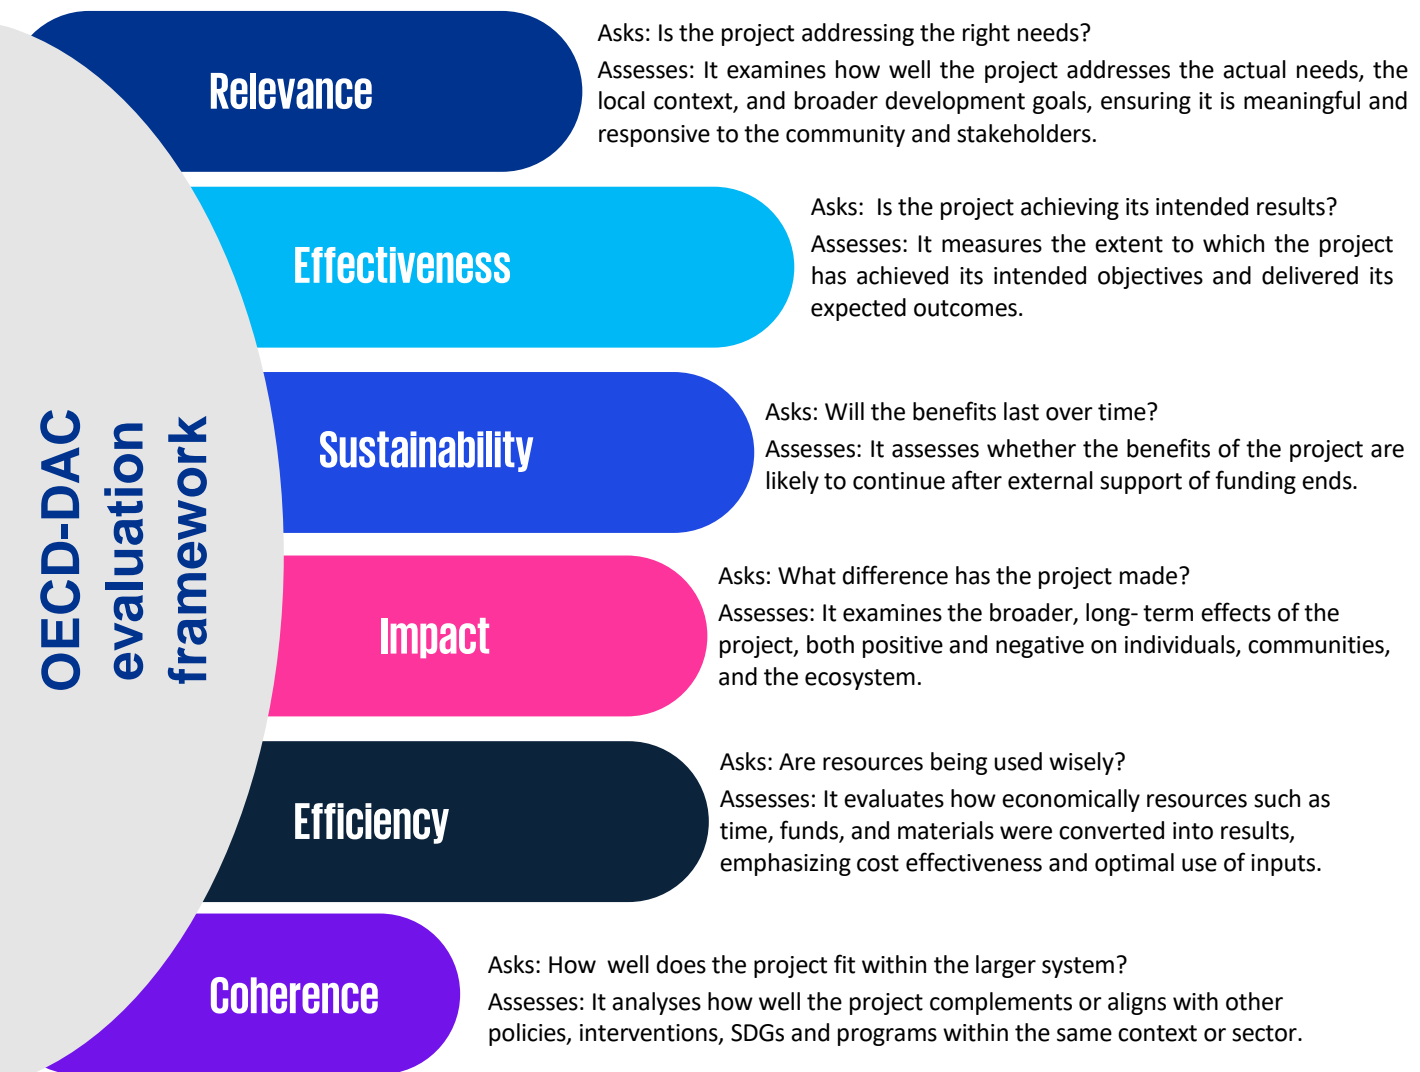 OECD-DAC
evaluation
framework
Relevance
Asks: Is the project addressing the right needs?
Assesses: It examines how well the project addresses the actual needs, the
local context, and broader development goals, ensuring it is meaningful and
responsive to the community and stakeholders.
Effectiveness
Asks:  Is the project achieving its intended results?
Assesses: It measures the extent to which the project
has achieved its intended objectives and delivered its
expected outcomes.
Sustainability
Asks: Will the benefits last over time?
Assesses: It assesses whether the benefits of the project are
likely to continue after external support of funding ends.
Impact
Asks: What difference has the project made?
Assesses: It examines the broader, long- term effects of the
project, both positive and negative on individuals, communities,
and the ecosystem.
Efficiency
Asks: Are resources being used wisely?
Assesses: It evaluates how economically resources such as
time, funds, and materials were converted into results,
emphasizing cost effectiveness and optimal use of inputs.
Coherence
Asks: How  well does the project fit within the larger system?
Assesses: It analyses how well the project complements or aligns with other
policies, interventions, SDGs and programs within the same context or sector.